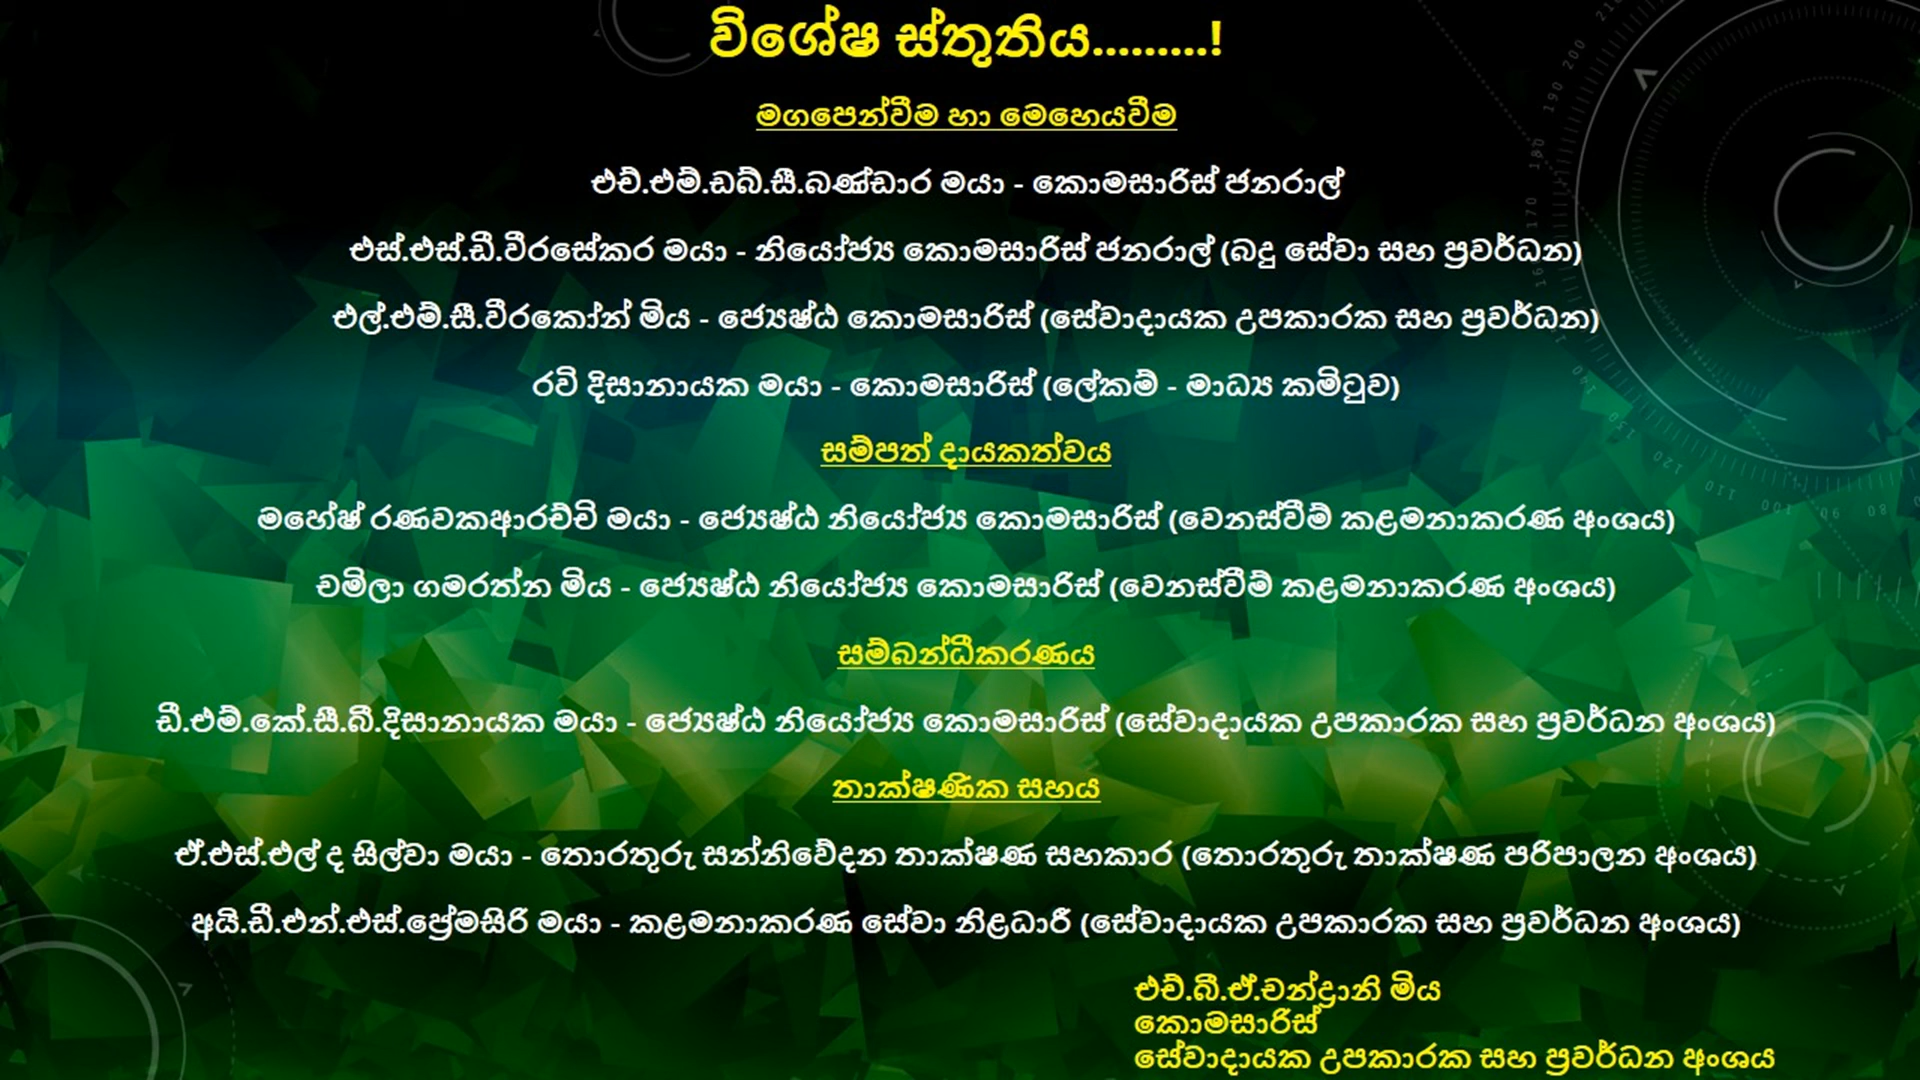 විශේෂ ස්තූතිය.........!
මගපෙන්වීම හා මෙහෙයවීම
එච්.එම්.ඩබ්.සී.බණ්ඩාර මයා - කොමසාරිස් ජනරාල්
එස්.එස්.ඩී.වීරසේකර මයා - නියෝජ්‍ය කොමසාරිස් ජනරාල් (බදු සේවා සහ ප්‍රවර්ධන)
එල්.එම්.සී.වීරකෝන් මිය - ජ්‍යෙෂ්ඨ කොමසාරිස් (සේවාදායක උපකාරක සහ ප්‍රවර්ධන)
රවි දිසානායක මයා - කොමසාරිස් (ලේකම් - මාධ්‍ය කමිටුව)
සම්පත් දායකත්වය
මහේෂ් රණවකආරච්චි මයා - ජ්‍යෙෂ්ඨ නියෝජ්‍ය කොමසාරිස් (වෙනස්වීම් කළමනාකරණ අංශය)
චමිලා ගමරත්න මිය - ජ්‍යෙෂ්ඨ නියෝජ්‍ය කොමසාරිස් (වෙනස්වීම් කළමනාකරණ අංශය)
සම්බන්ධීකරණය
ඩී.එම්.කේ.සී.බී.දිසානායක මයා - ජ්‍යෙෂ්ඨ නියෝජ්‍ය කොමසාරිස් (සේවාදායක උපකාරක සහ ප්‍රවර්ධන අංශය)
තාක්ෂණික සහය
ඒ.එස්.එල් ද සිල්වා මයා - තොරතුරු සන්නිවේදන තාක්ෂණ සහකාර (තොරතුරු තාක්ෂණ පරිපාලන අංශය)
අයි.ඩී.එන්.එස්.ප්‍රේමසිරි මයා - කළමනාකරණ සේවා නිළධාරී (සේවාදායක උපකාරක සහ ප්‍රවර්ධන අංශය)
එච්.බී.ඒ.චන්ද්‍රානි මිය
කොමසාරිස්
සේවාදායක උපකාරක සහ ප්‍රවර්ධන අංශය